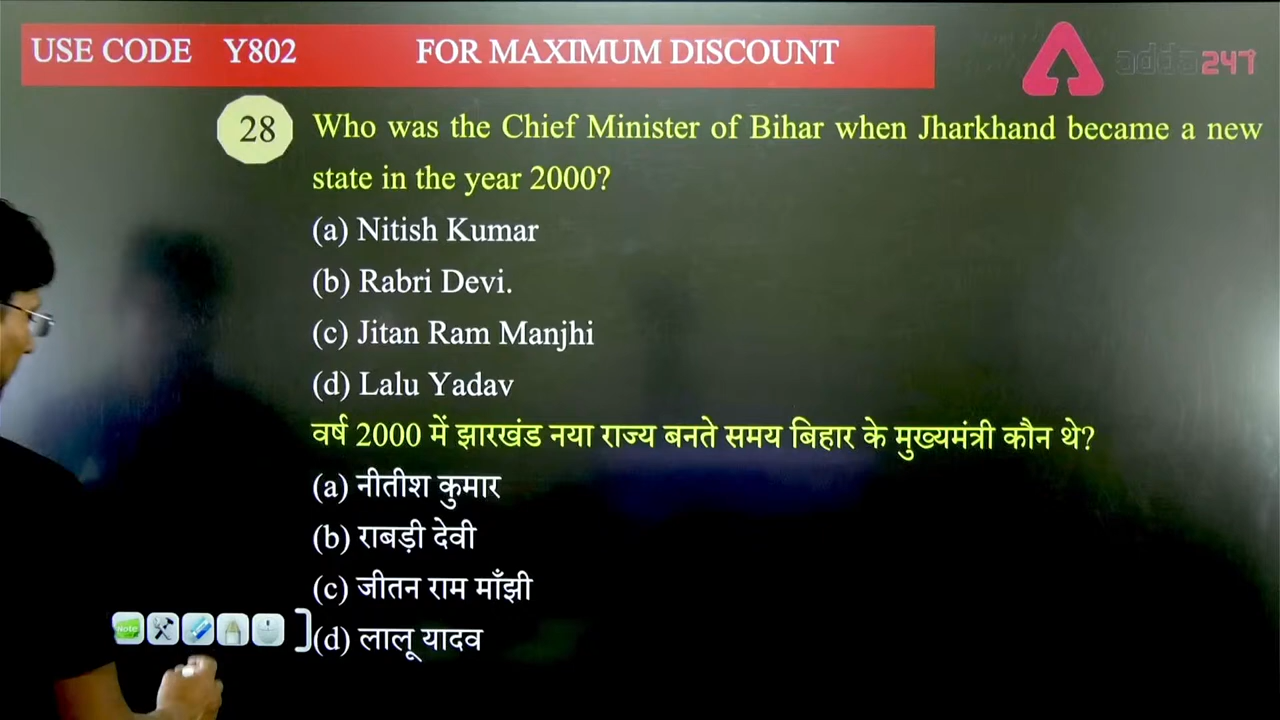 USE CODE Y802 FOR MAXIMUM DISCOUNT
adda247
28 Who was the Chief Minister of Bihar when Jharkhand became a new
state in the year 2000?
(a) Nitish Kumar
(b) Rabri Devi.
(c) Jitan Ram Manjhi
(d) Lalu Yadav
वर्ष 2000 में झारखंड नया राज्य बनते समय बिहार के मुख्यमंत्री कौन थे?
(a) नीतीश कुमार
(b) राबड़ी देवी
(c) जीतन राम माँझी
Note
(d) लालू यादव